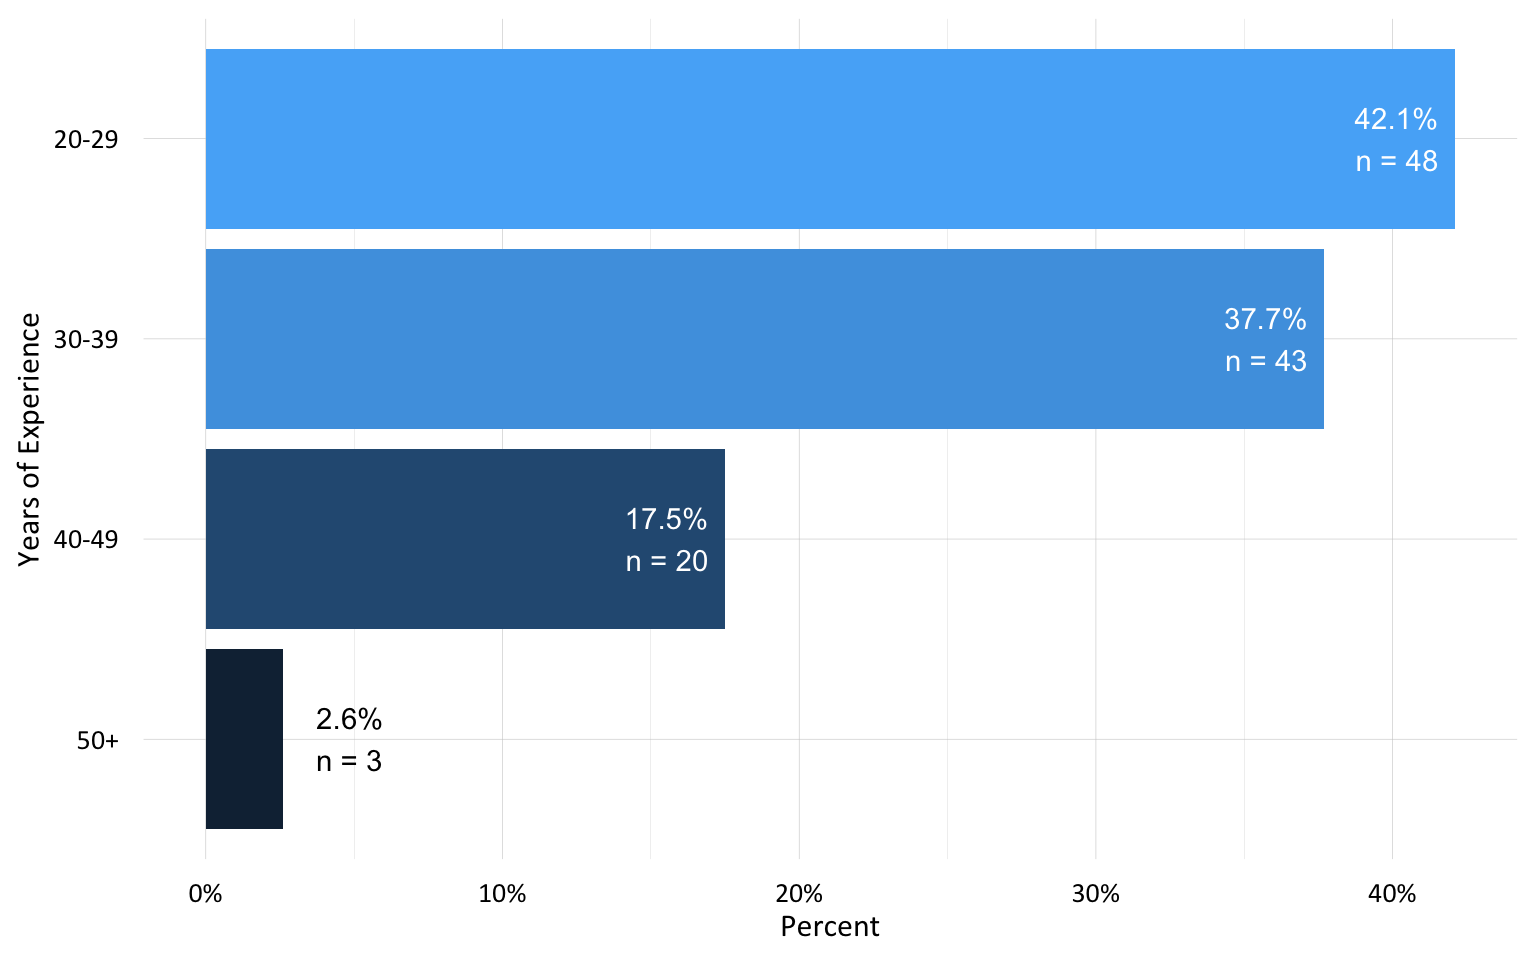 Years of Experience
20-29
42.1%
n = 48
30-39
37.7%
n = 43
40-49
17.5%
n = 20
50+
2.6%
n = 3
0% 10% 20% 30% 40%
Percent